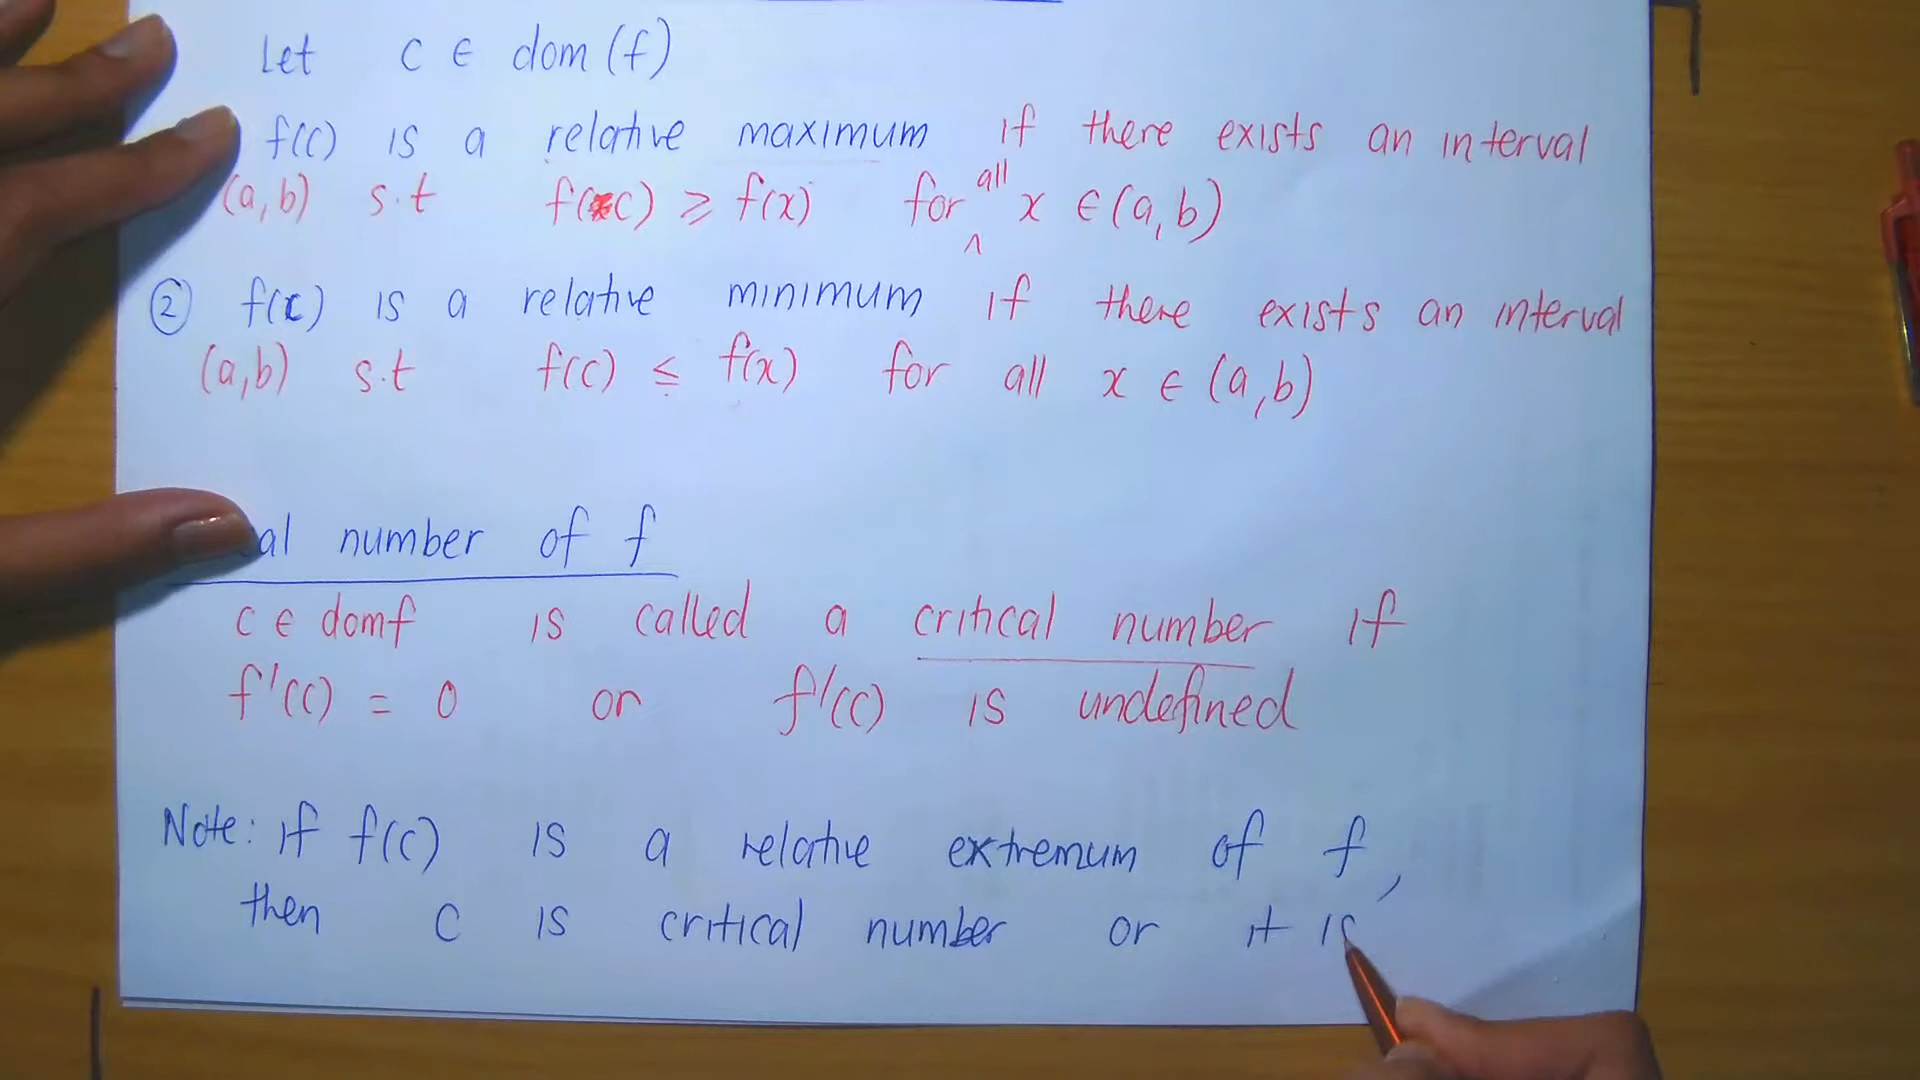 Let c ∈ dom (f)
f(c) is a relative maximum if there exists an interval
(a,b) s.t f(c) ≥ f(x) for all x ∈ (a,b)
② f(c) is a relative minimum if there exists an interval
(a,b) s.t f(c) ≤ f(x) for all x ∈ (a,b)
number of f
c ∈ domf is called a critical number if
f'(c) = 0 or f'(c) is undefined
Note: if f(c) is a relative extremum of f,
then c is critical number or it is